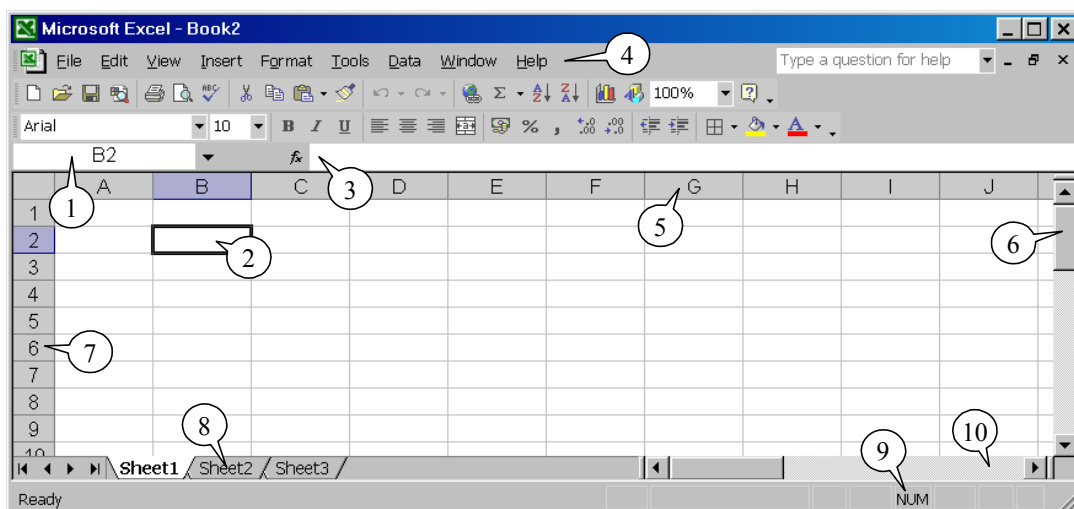 Microsoft Excel - Book2
File Edit View Insert Format Tools Data Window Help 4 Type a question for help
100%
Arial 10 B I U % ,
B2 fx
1 3
A B C D E F G H I J
1
2
3
4
5
6
7
8
9
10
2
5
6
7
8
9
10
Sheet1 Sheet2 Sheet3
Ready NUM